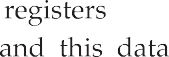 registers
and this data